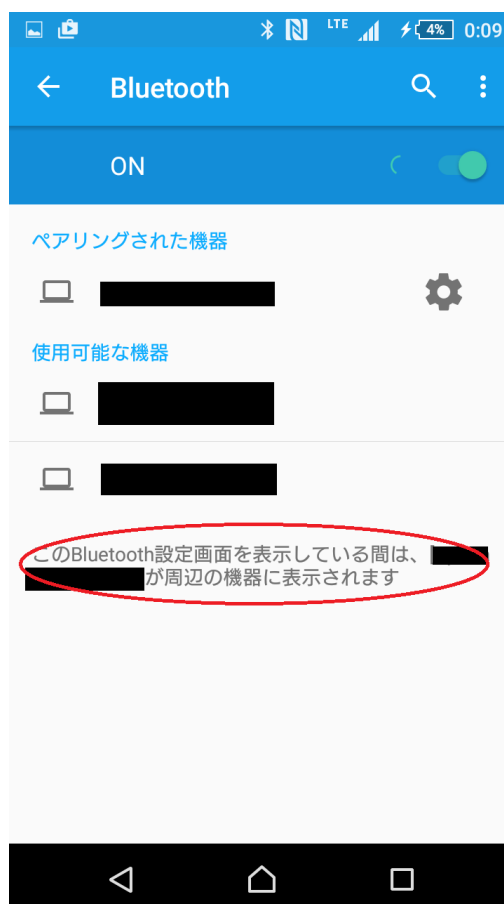 LTE 4% 0:09
Bluetooth
ON
ペアリングされた機器
使用可能な機器
このBluetooth設定画面を表示している間は、
が周辺の機器に表示されます